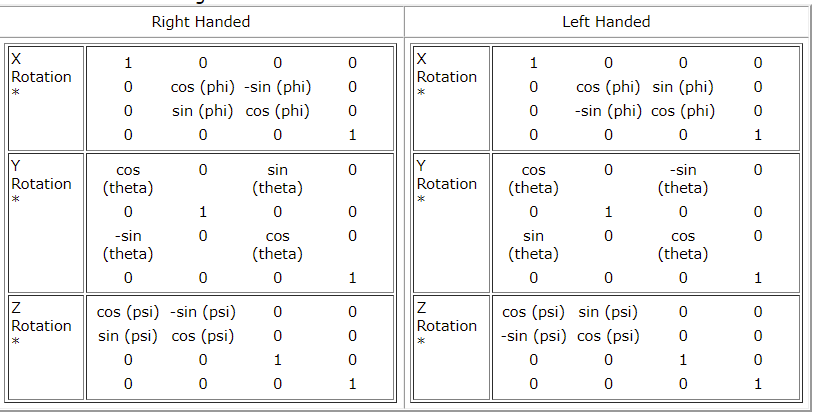 Right Handed
Left Handed
X
Rotation
*
1 0 0 0
0 cos (phi) -sin (phi) 0
0 sin (phi) cos (phi) 0
0 0 0 1
Y
Rotation
*
cos
(theta) 0 sin
(theta) 0
0 1 0 0
-sin
(theta) 0 cos
(theta) 0
0 0 0 1
Z
Rotation
*
cos (psi) -sin (psi) 0 0
sin (psi) cos (psi) 0 0
0 0 1 0
0 0 0 1
X
Rotation
*
1 0 0 0
0 cos (phi) sin (phi) 0
0 -sin (phi) cos (phi) 0
0 0 0 1
Y
Rotation
*
cos
(theta) 0 -sin
(theta) 0
0 1 0 0
sin
(theta) 0 cos
(theta) 0
0 0 0 1
Z
Rotation
*
cos (psi) sin (psi) 0 0
-sin (psi) cos (psi) 0 0
0 0 1 0
0 0 0 1